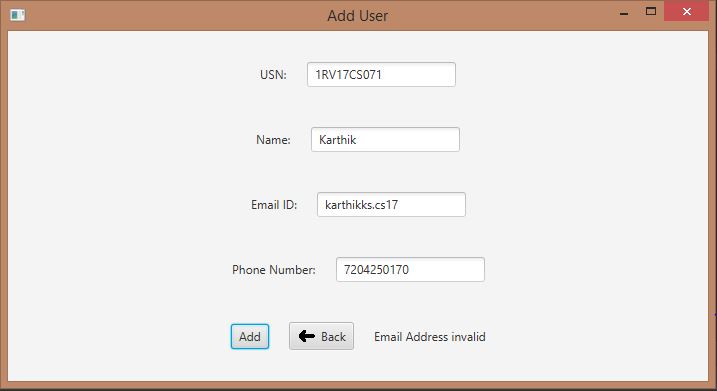 Add User
USN: 1RV17CS071
Name: Karthik
Email ID: karthikks.cs17
Phone Number: 7204250170
Add Back Email Address invalid